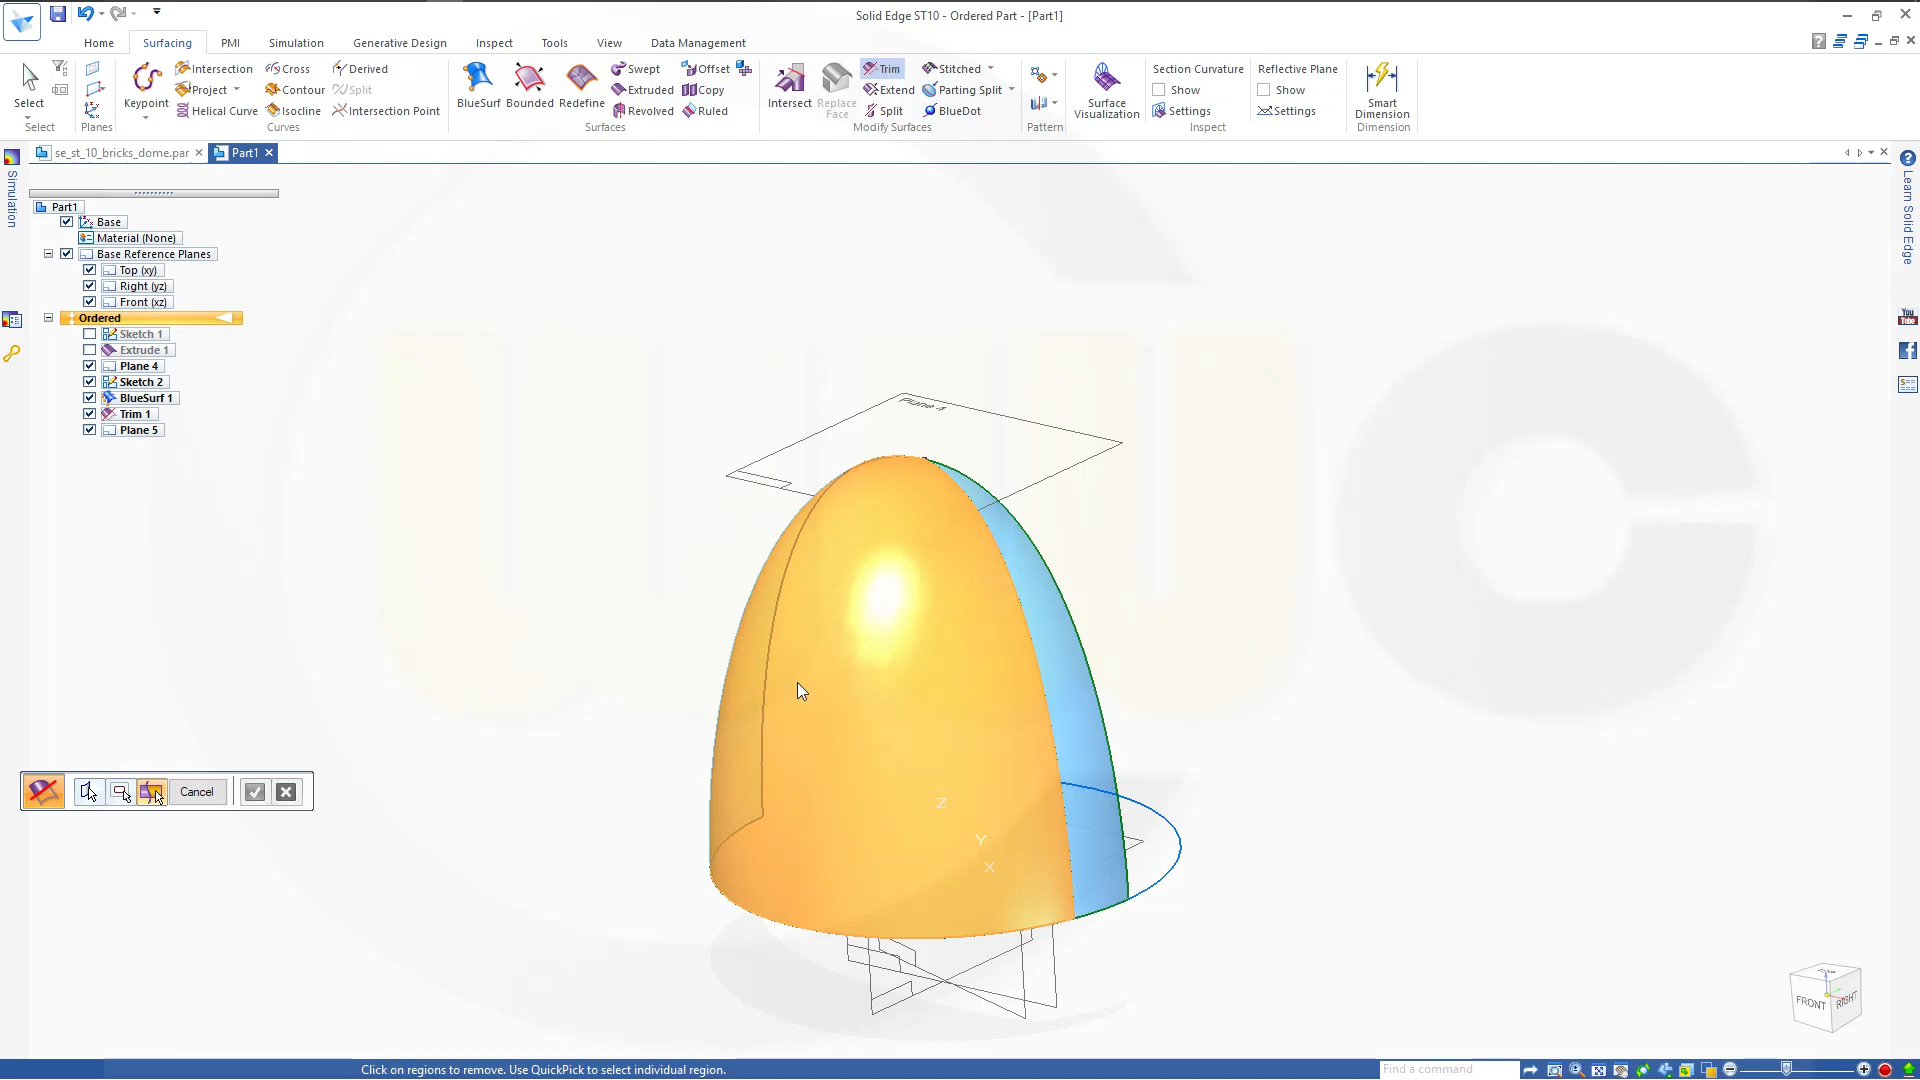 Solid Edge ST10 - Ordered Part - [Part1]
Home Surfacing PMI Simulation Generative Design Inspect Tools View Data Management
Select
Select
Planes
Keypoint
Intersection Cross Derived
Project Contour Split
Helical Curve Isocline Intersection Point
Curves
BlueSurf Bounded Redefine
Swept Offset
Extruded Copy
Revolved Ruled
Surfaces
Intersect
Replace Face
Trim Stitched
Extend Parting Split
Split BlueDot
Modify Surfaces
Pattern
Surface Visualization
Section Curvature
Show
Settings
Reflective Plane
Show
Settings
Inspect
Smart Dimension
Dimension
se_st_10_bricks_dome.par Part1
Simulation
Learn Solid Edge
You
Tube
Part1
Base
Material (None)
Base Reference Planes
Top (xy)
Right (yz)
Front (xz)
Ordered
Sketch 1
Extrude 1
Plane 4
Sketch 2
BlueSurf 1
Trim 1
Plane 5
Plane 4
Z
Y
X
Cancel
FRONT
RIGHT
Click on regions to remove. Use QuickPick to select individual region.
Find a command